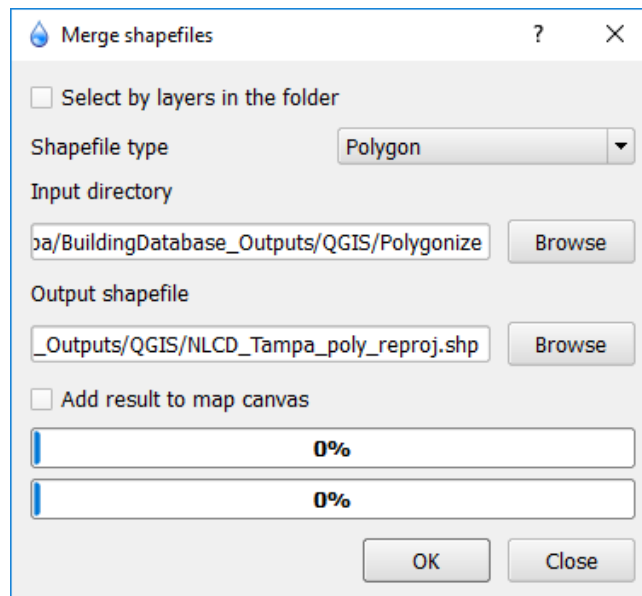 Merge shapefiles
?
Select by layers in the folder
Shapefile type
Polygon
Input directory
oa/BuildingDatabase_Outputs/QGIS/Polygonize
Browse
Output shapefile
_Outputs/QGIS/NLCD_Tampa_poly_reproj.shp
Browse
Add result to map canvas
0%
0%
OK
Close